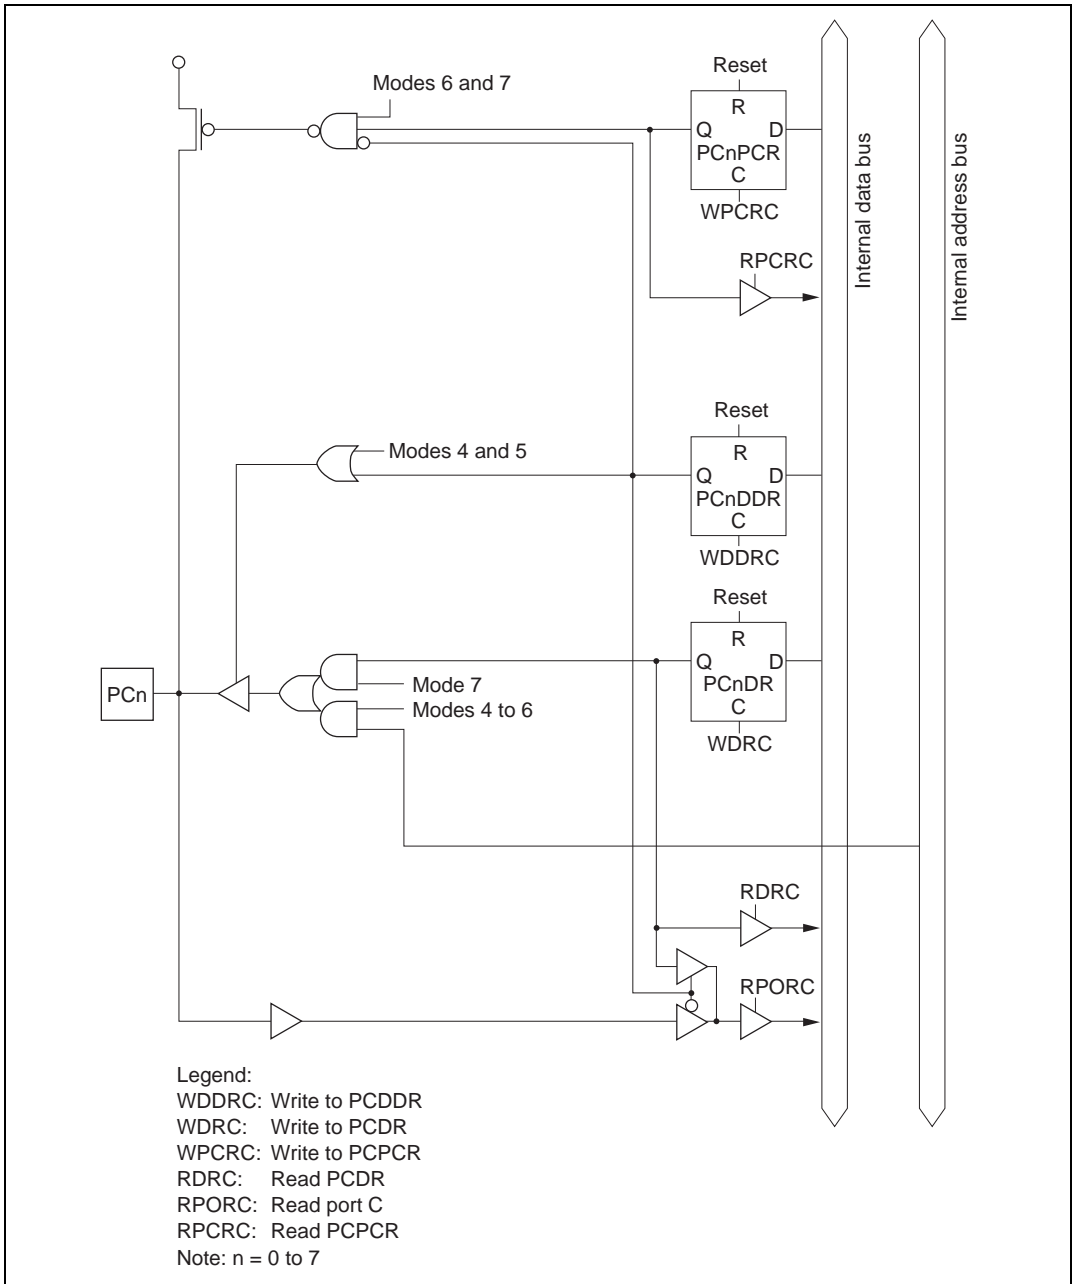 Modes 6 and 7
Reset
R
Q D
PCnPCR
C
WPCRC
RPCRC
Internal data bus
Internal address bus
Reset
R
Q D
PCnDDR
C
WDDRC
Modes 4 and 5
Reset
R
Q D
PCnDR
C
WDRC
PCn
Mode 7
Modes 4 to 6
RDRC
RPORC
Legend:
WDDRC: Write to PCDDR
WDRC: Write to PCDR
WPCRC: Write to PCPCR
RDRC: Read PCDR
RPORC: Read port C
RPCRC: Read PCPCR
Note: n = 0 to 7